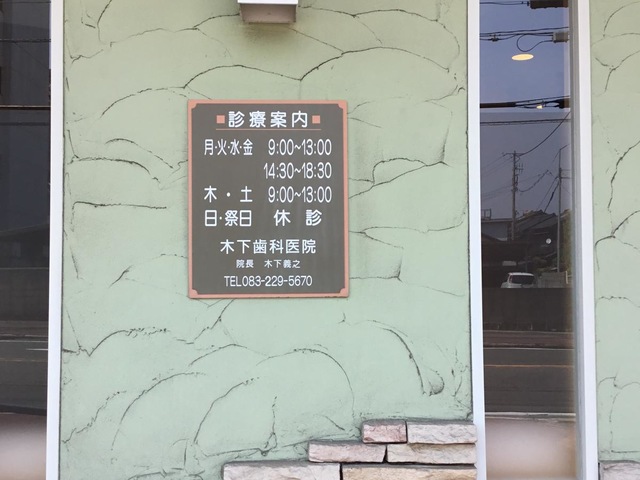 ■診療案内■
月・火・水・金 9:00~13:00
14:30~18:30
木・土 9:00~13:00
日・祭日 休診
木下歯科医院
院長 木下義之
TEL083-229-5670